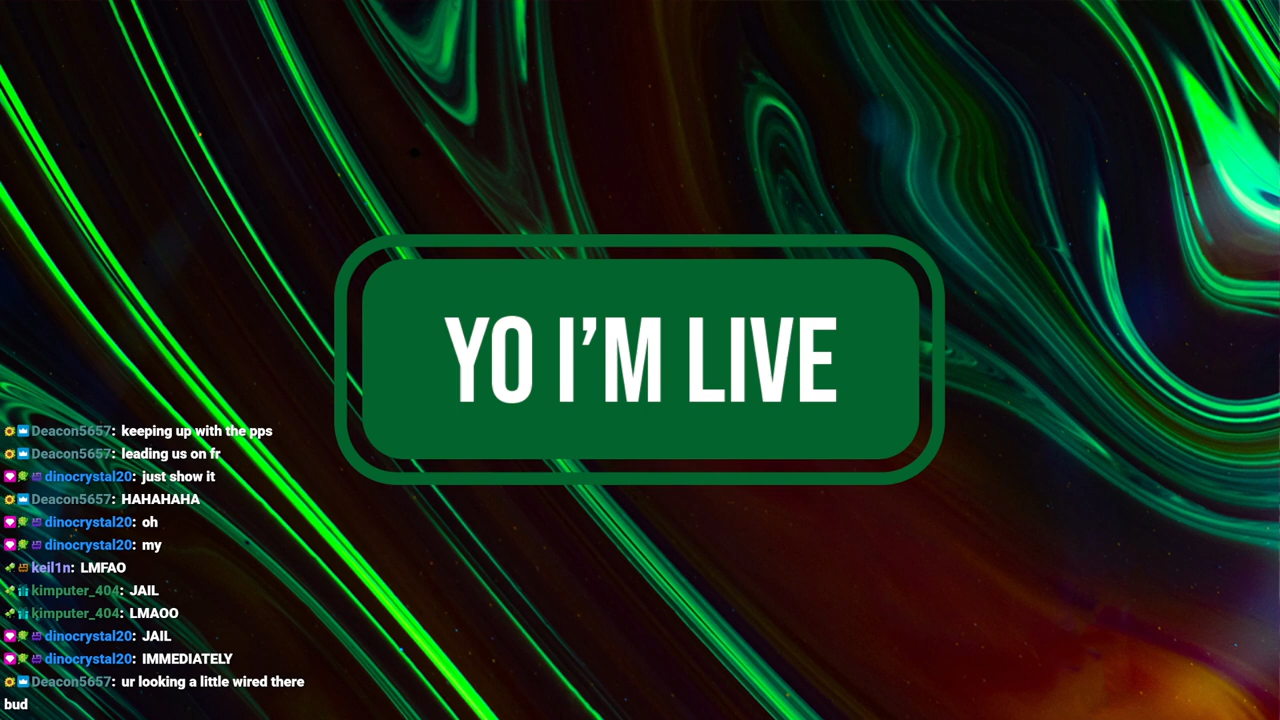 YO I'M LIVE
Deacon5657: keeping up with the pps
Deacon5657: leading us on fr
dinocrystal20: just show it
Deacon5657: HAHAHAHA
dinocrystal20: oh
dinocrystal20: my
keil1n: LMFAO
kimputer_404: JAIL
kimputer_404: LMAOO
dinocrystal20: JAIL
dinocrystal20: IMMEDIATELY
Deacon5657: ur looking a little wired there
bud